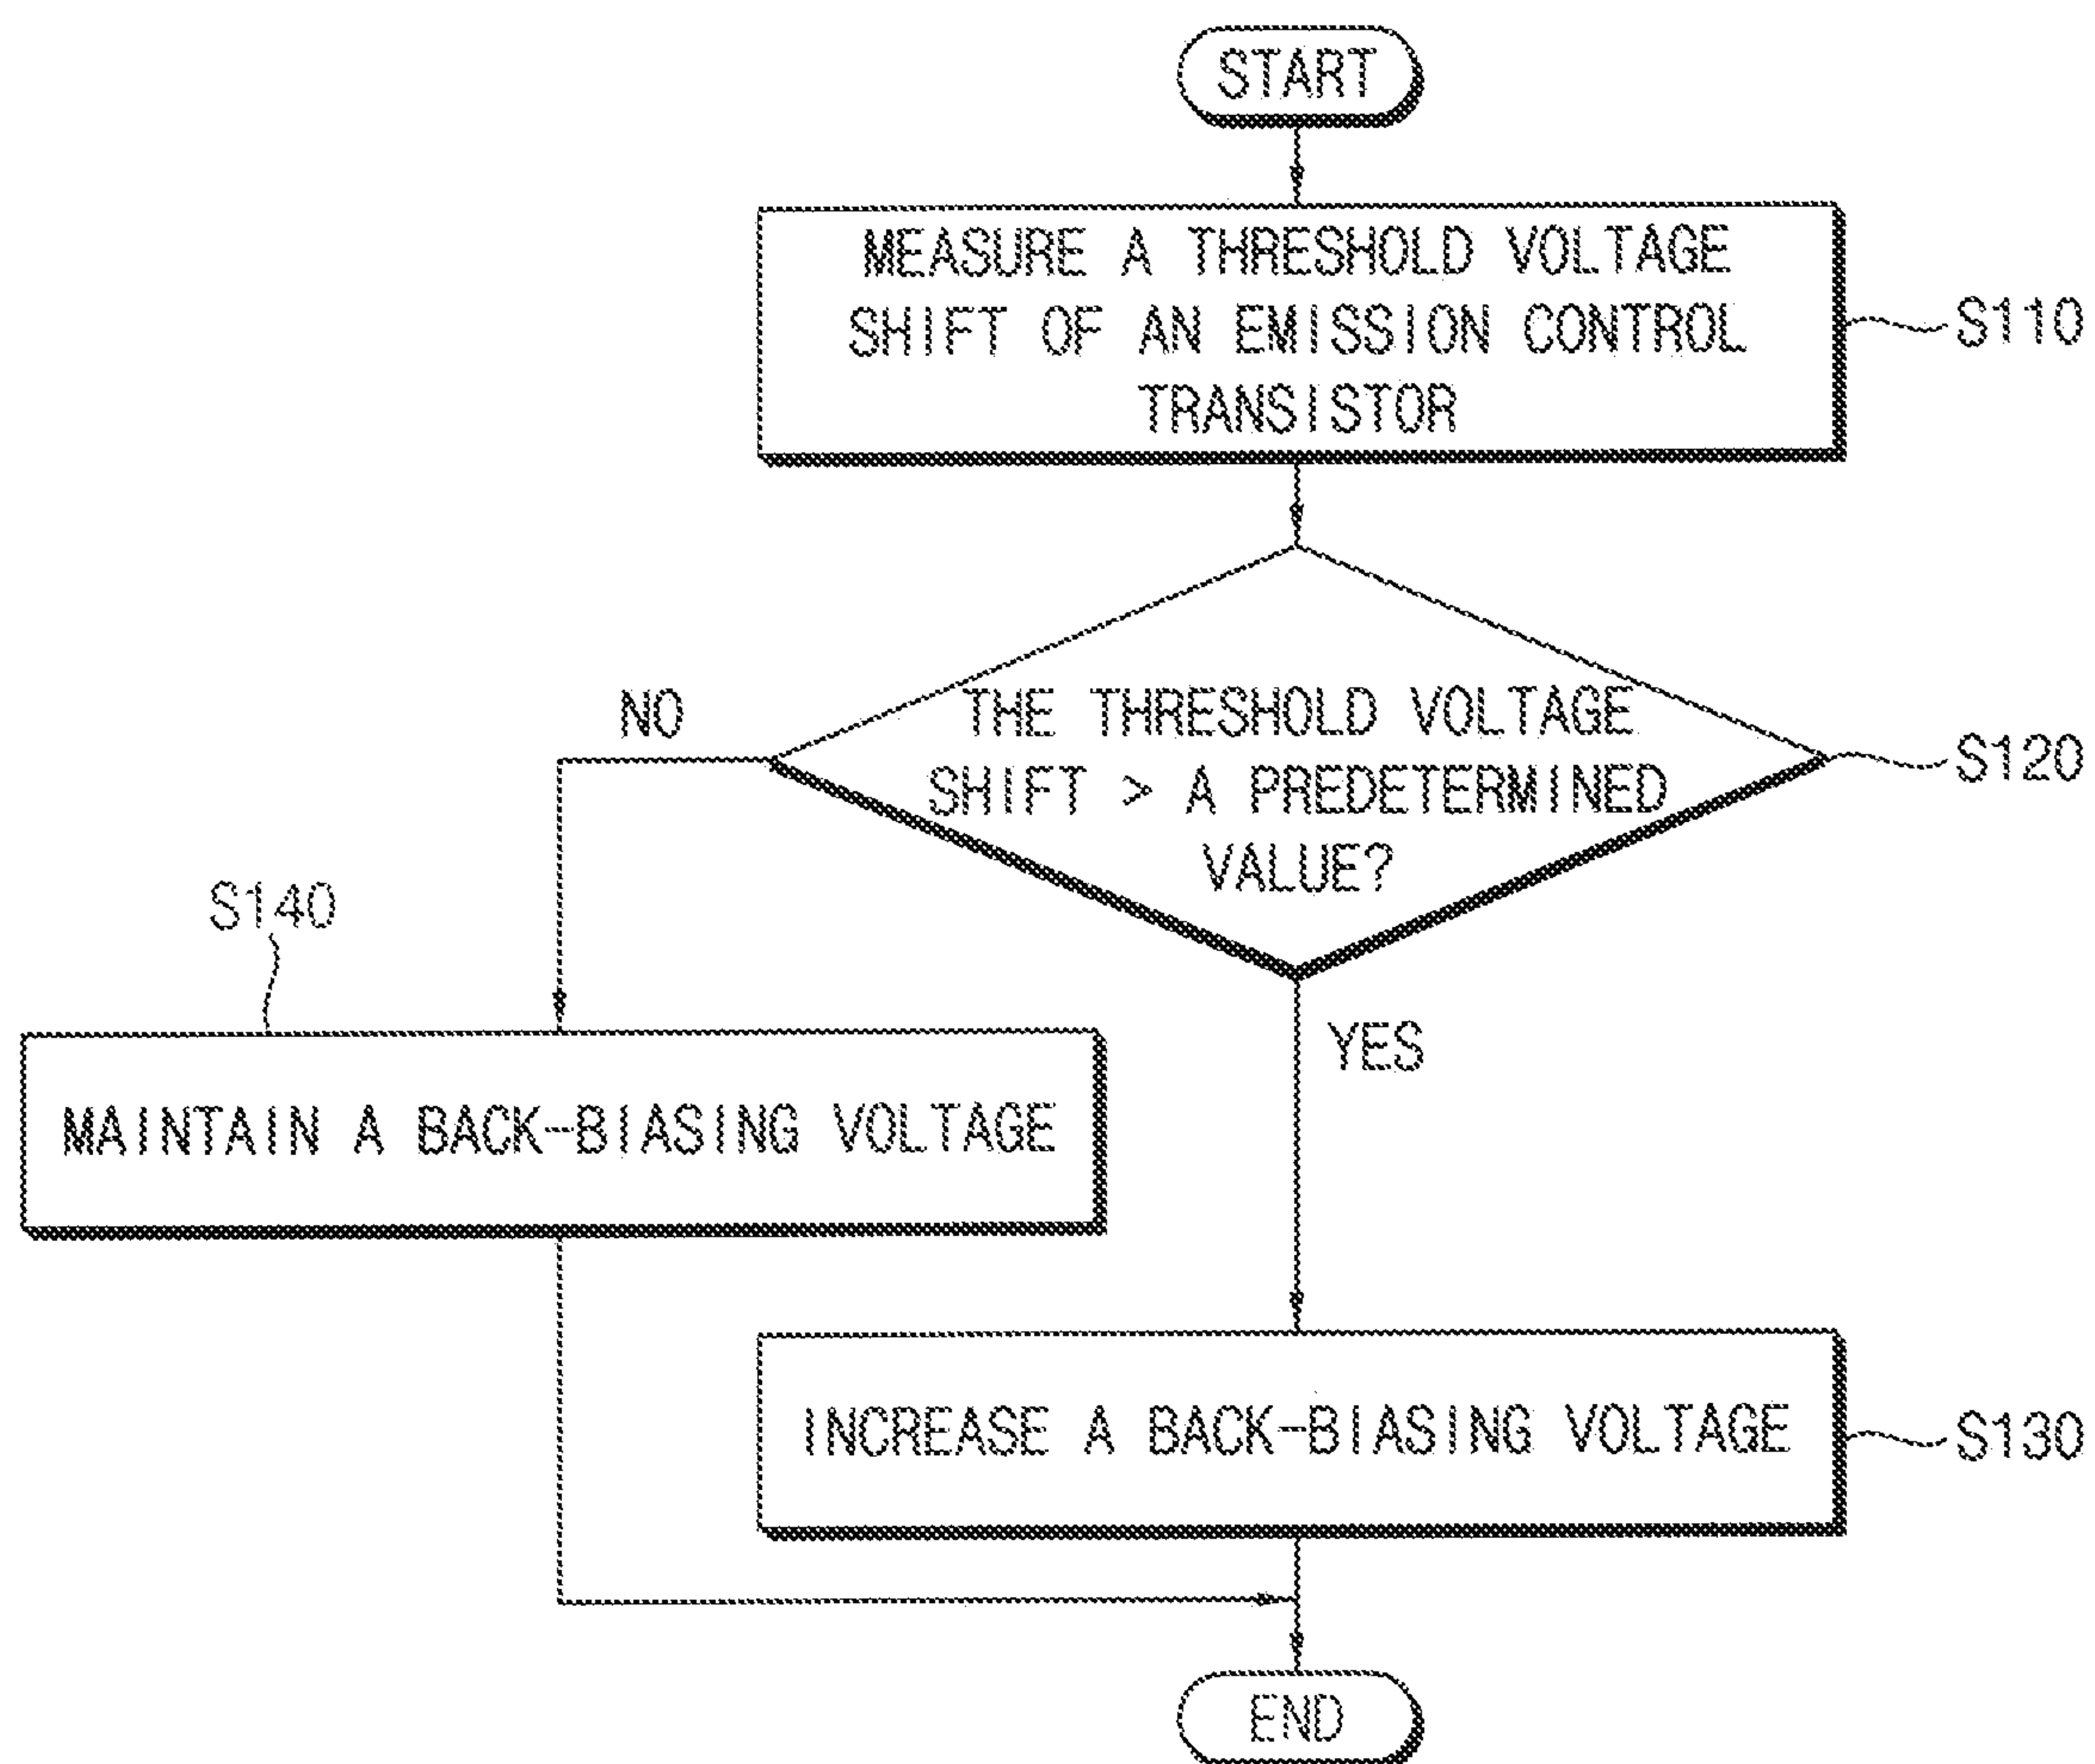 START
MEASURE A THRESHOLD VOLTAGE
SHIFT OF AN EMISSION CONTROL
TRANSISTOR
S110
THE THRESHOLD VOLTAGE
SHIFT > A PREDETERMINED
VALUE?
S120
NO
YES
S140
MAINTAIN A BACK-BIASING VOLTAGE
INCREASE A BACK-BIASING VOLTAGE
S130
END